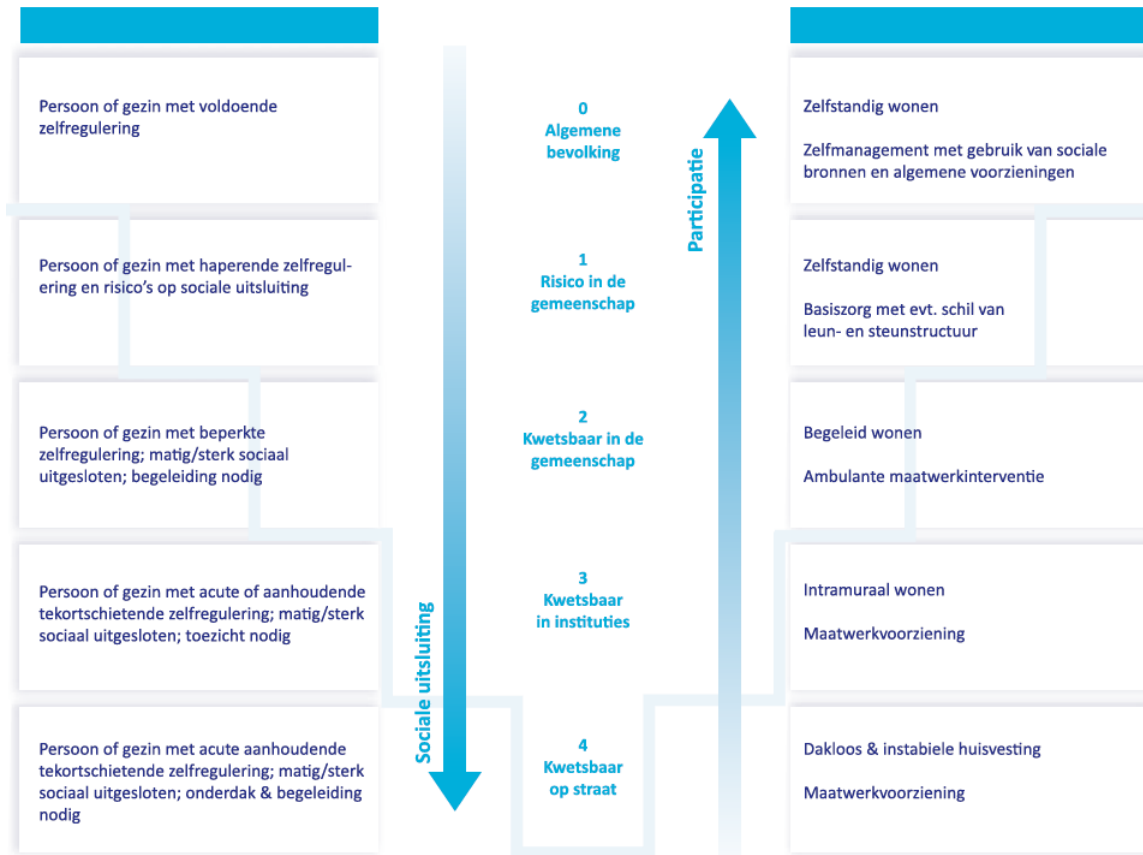 Persoon of gezin met voldoende
zelfregulering
0
Algemene
bevolking
Zelfstandig wonen
Zelfmanagement met gebruik van sociale
bronnen en algemene voorzieningen
Persoon of gezin met haperende zelfregul-
ering en risico's op sociale uitsluiting
1
Risico in de
gemeenschap
Participatie
Zelfstandig wonen
Basiszorg met evt. schil van
leun- en steunstructuur
Persoon of gezin met beperkte
zelfregulering; matig/sterk sociaal
uitgesloten; begeleiding nodig
2
Kwetsbaar in de
gemeenschap
Begeleid wonen
Ambulante maatwerkinterventie
Persoon of gezin met acute of aanhoudende
tekortschietende zelfregulering; matig/sterk
sociaal uitgesloten; toezicht nodig
Sociale uitsluiting
3
Kwetsbaar
in instituties
Intramuraal wonen
Maatwerkvoorziening
Persoon of gezin met acute aanhoudende
tekortschietende zelfregulering; matig/sterk
sociaal uitgesloten; onderdak & begeleiding
nodig
4
Kwetsbaar
op straat
Dakloos & instabiele huisvesting
Maatwerkvoorziening